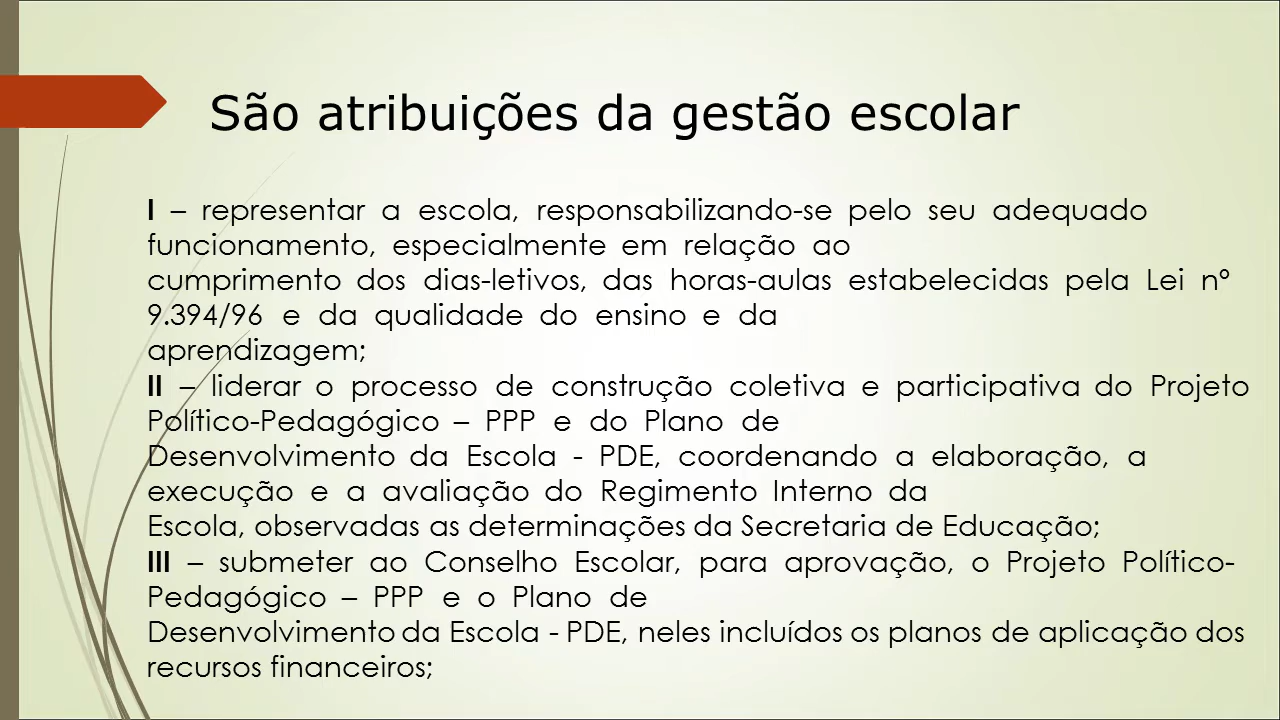 São atribuições da gestão escolar
I – representar a escola, responsabilizando-se pelo seu adequado
funcionamento, especialmente em relação ao
cumprimento dos dias-letivos, das horas-aulas estabelecidas pela Lei nº
9.394/96 e da qualidade do ensino e da
aprendizagem;
II – liderar o processo de construção coletiva e participativa do Projeto
Político-Pedagógico – PPP e do Plano de
Desenvolvimento da Escola - PDE, coordenando a elaboração, a
execução e a avaliação do Regimento Interno da
Escola, observadas as determinações da Secretaria de Educação;
III – submeter ao Conselho Escolar, para aprovação, o Projeto Político-
Pedagógico – PPP e o Plano de
Desenvolvimento da Escola - PDE, neles incluídos os planos de aplicação dos
recursos financeiros;